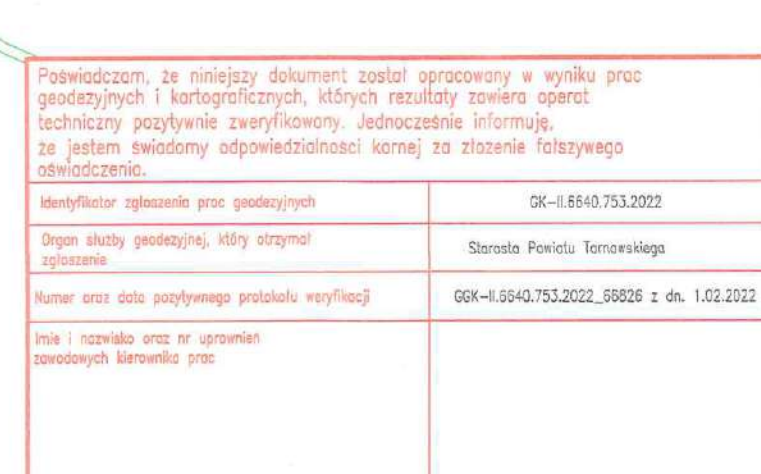 Poświadczam, że niniejszy dokument został opracowany w wyniku prac
geodezyjnych i kartograficznych, których rezultaty zawiera operat
techniczny pozytywnie zweryfikowany. Jednocześnie informuję,
że jestem świadomy odpowiedzialności karnej za złozenie fałszywego
oświadczenia.
Identyfikator zgłoszenia prac geodezyjnych
GK-II.6640.753.2022
Organ służby geodezyjnej, który otrzymał
zgłoszenie
Starosta Powiatu Tarnowskiego
Numer oraz data pozytywnego protokołu weryfikacji
GGK-II.6640.753.2022_66826 z dn. 1.02.2022
Imie i nazwisko oraz nr uprawnień
zawodowych kierownika prac